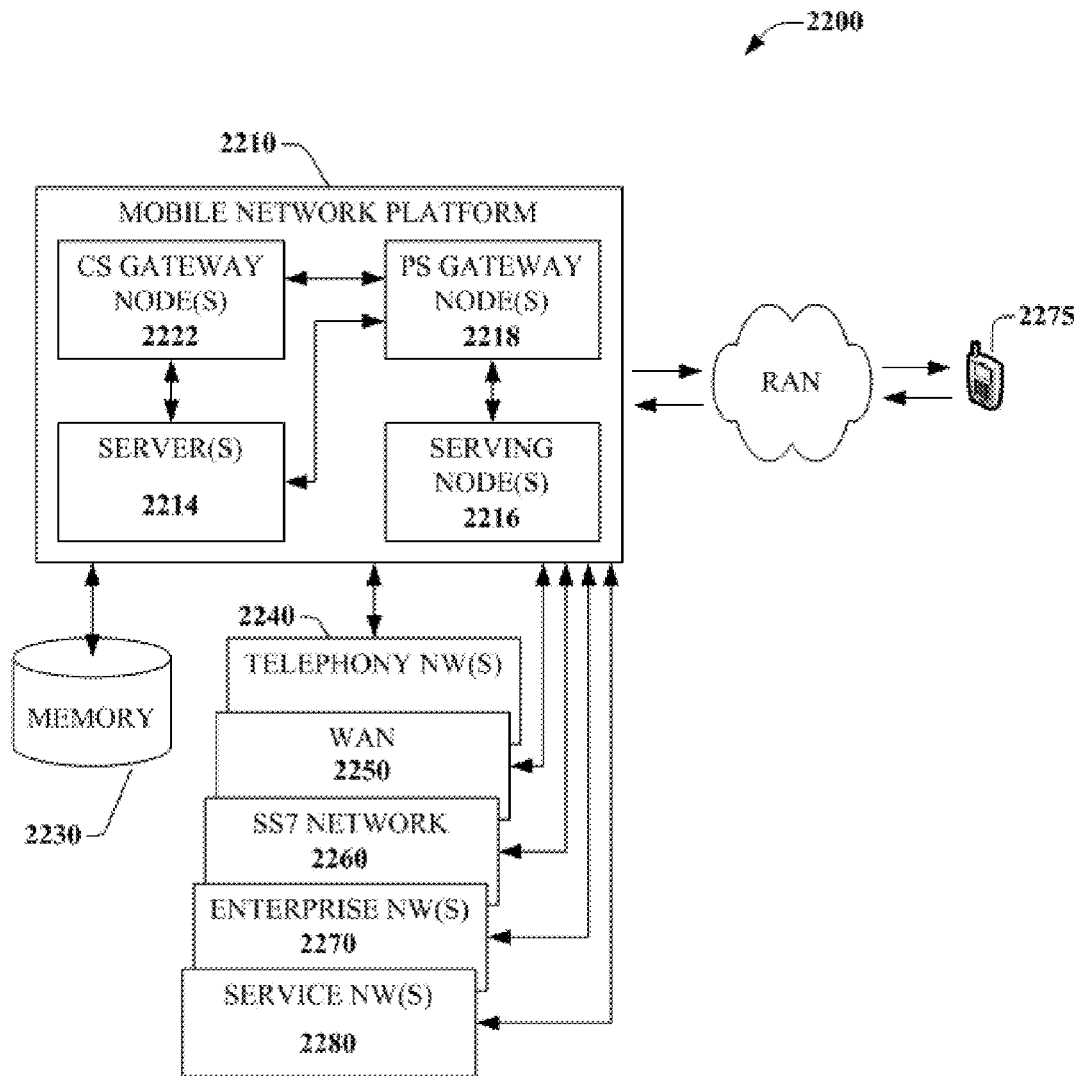 2200
2210
MOBILE NETWORK PLATFORM
CS GATEWAY
NODE(S)
2222
PS GATEWAY
NODE(S)
2218
SERVER(S)
2214
SERVING
NODE(S)
2216
RAN
2275
2240
TELEPHONY NW(S)
MEMORY
2230
WAN
2250
SS7 NETWORK
2260
ENTERPRISE NW(S)
2270
SERVICE NW(S)
2280